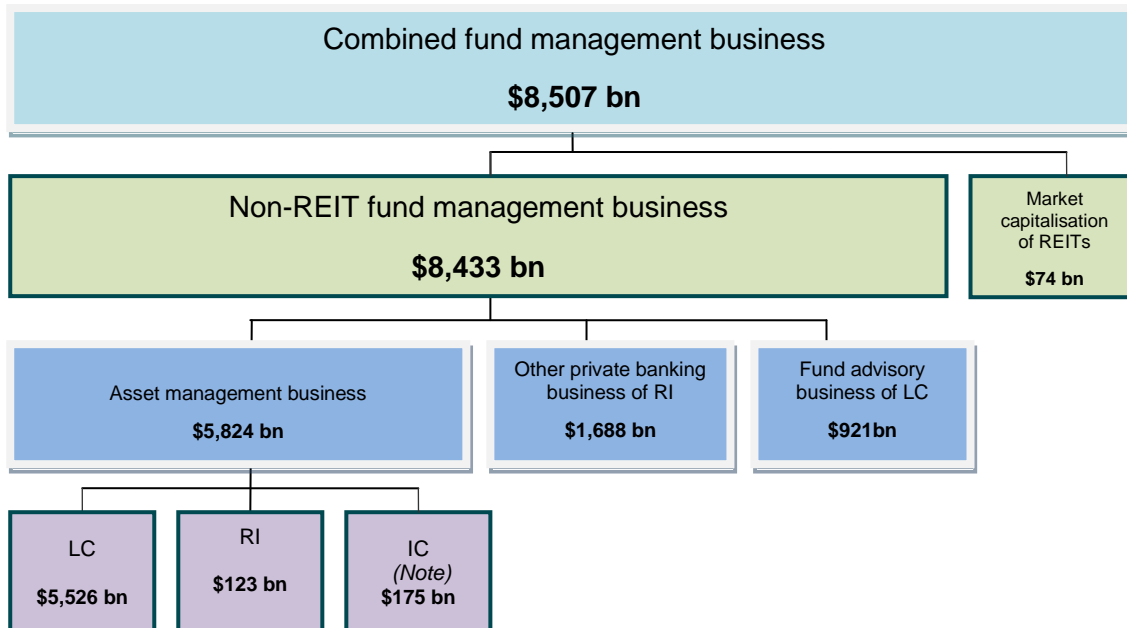 Combined fund management business
$8,507 bn
Non-REIT fund management business
$8,433 bn
Market
capitalisation
of REITs
$74 bn
Asset management business
$5,824 bn
Other private banking
business of RI
$1,688 bn
Fund advisory
business of LC
$921bn
LC
$5,526 bn
RI
$123 bn
IC
(Note)
$175 bn